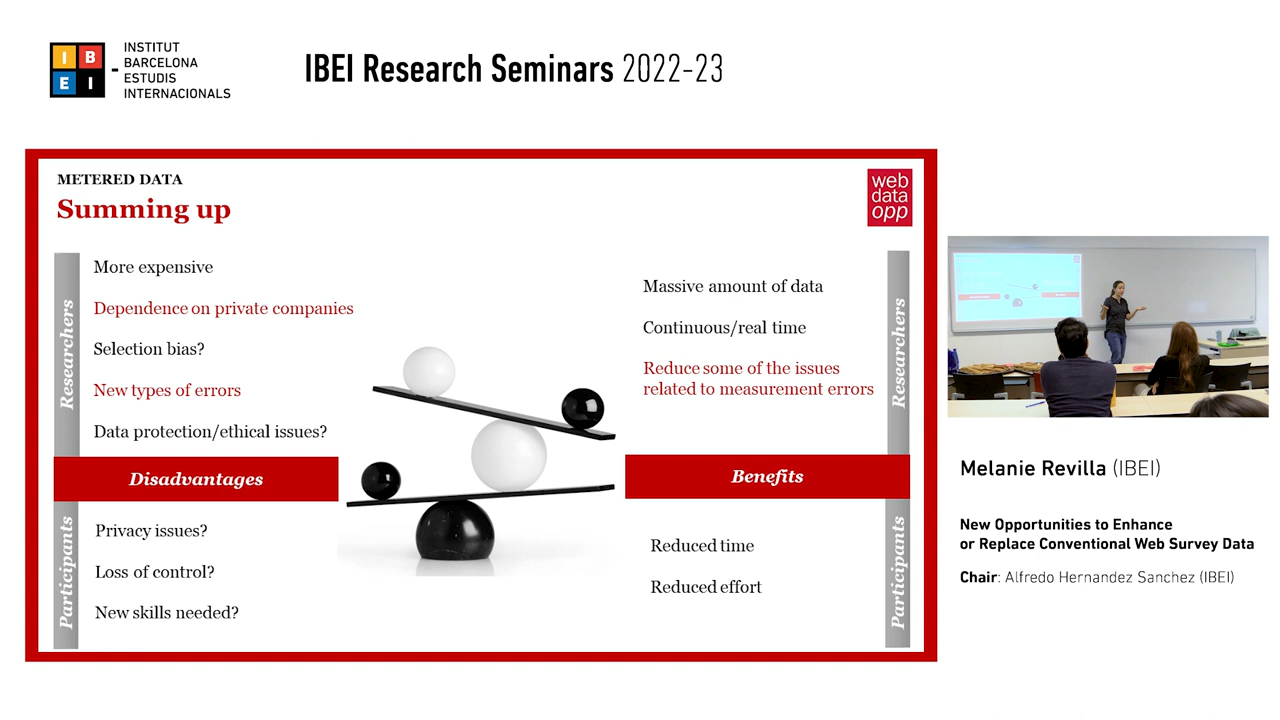 I B
E I
INSTITUT
BARCELONA
ESTUDIS
INTERNACIONALS
IBEI Research Seminars 2022-23
METERED DATA
Summing up
web
data
opp
Researchers
More expensive
Dependence on private companies
Selection bias?
New types of errors
Data protection/ethical issues?
Massive amount of data
Continuous/real time
Reduce some of the issues
related to measurement errors
Researchers
Disadvantages
Benefits
Participants
Privacy issues?
Loss of control?
New skills needed?
Reduced time
Reduced effort
Participants
Melanie Revilla (IBEI)
New Opportunities to Enhance
or Replace Conventional Web Survey Data
Chair: Alfredo Hernandez Sanchez (IBEI)